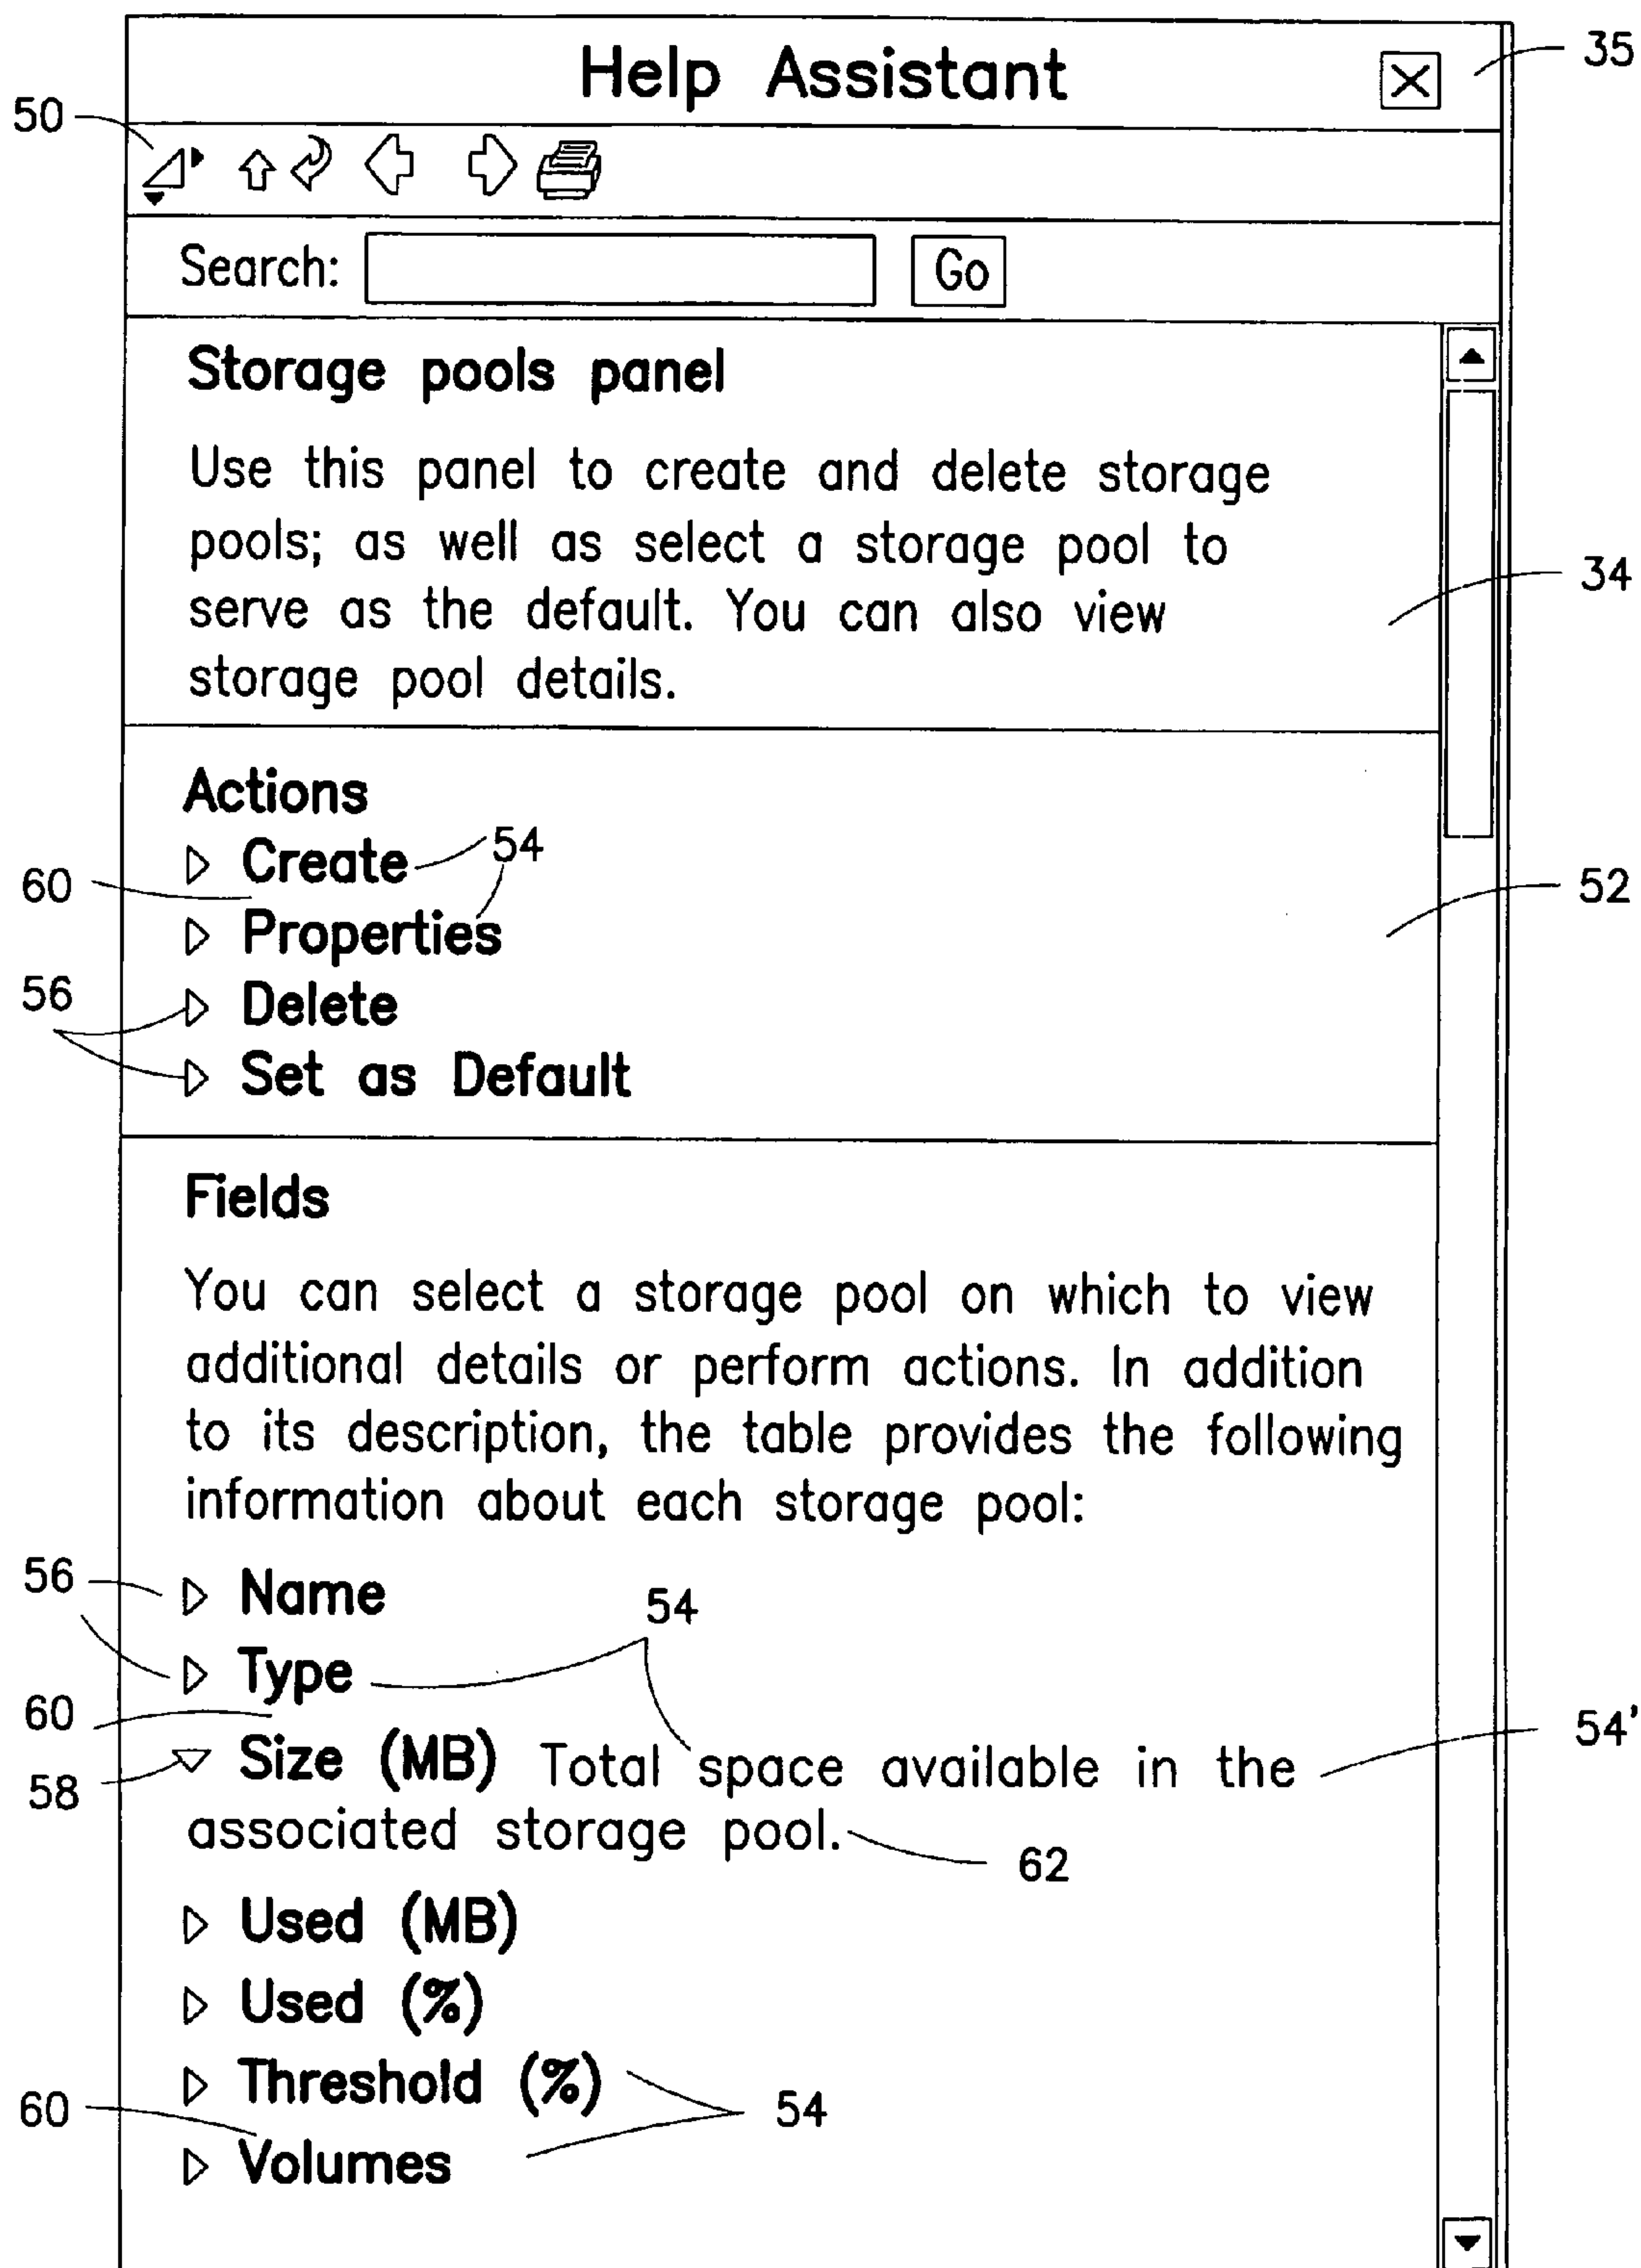 Help Assistant
35
50
Search: Go
Storage pools panel
Use this panel to create and delete storage
pools; as well as select a storage pool to
serve as the default. You can also view
storage pool details.
34
Actions
Create
54
60
52
Properties
56
Delete
Set as Default
Fields
You can select a storage pool on which to view
additional details or perform actions. In addition
to its description, the table provides the following
information about each storage pool:
56
Name
54
Type
60
54'
Size (MB) Total space available in the
58
associated storage pool.
62
Used (MB)
Used (%)
Threshold (%)
60
54
Volumes